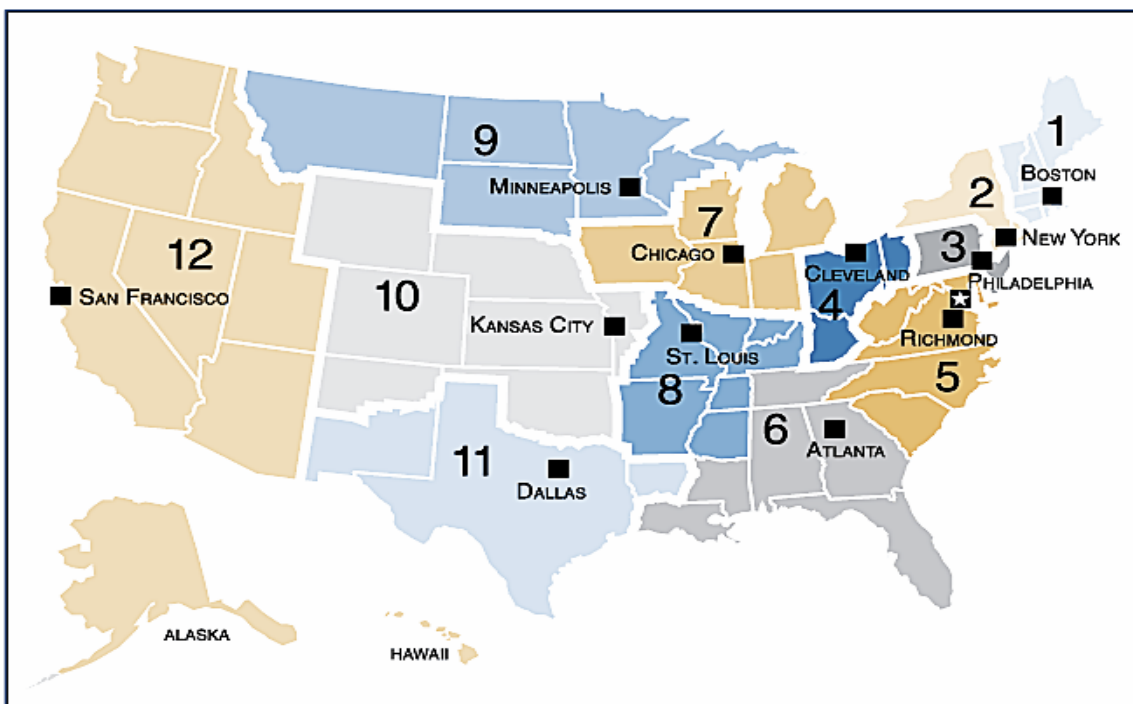 1
BOSTON
2
NEW YORK
3
PHILADELPHIA
9
MINNEAPOLIS
7
CHICAGO
CLEVELAND
4
12
SAN FRANCISCO
10
KANSAS CITY
ST. LOUIS
8
RICHMOND
5
6
ATLANTA
11
DALLAS
ALASKA
HAWAII